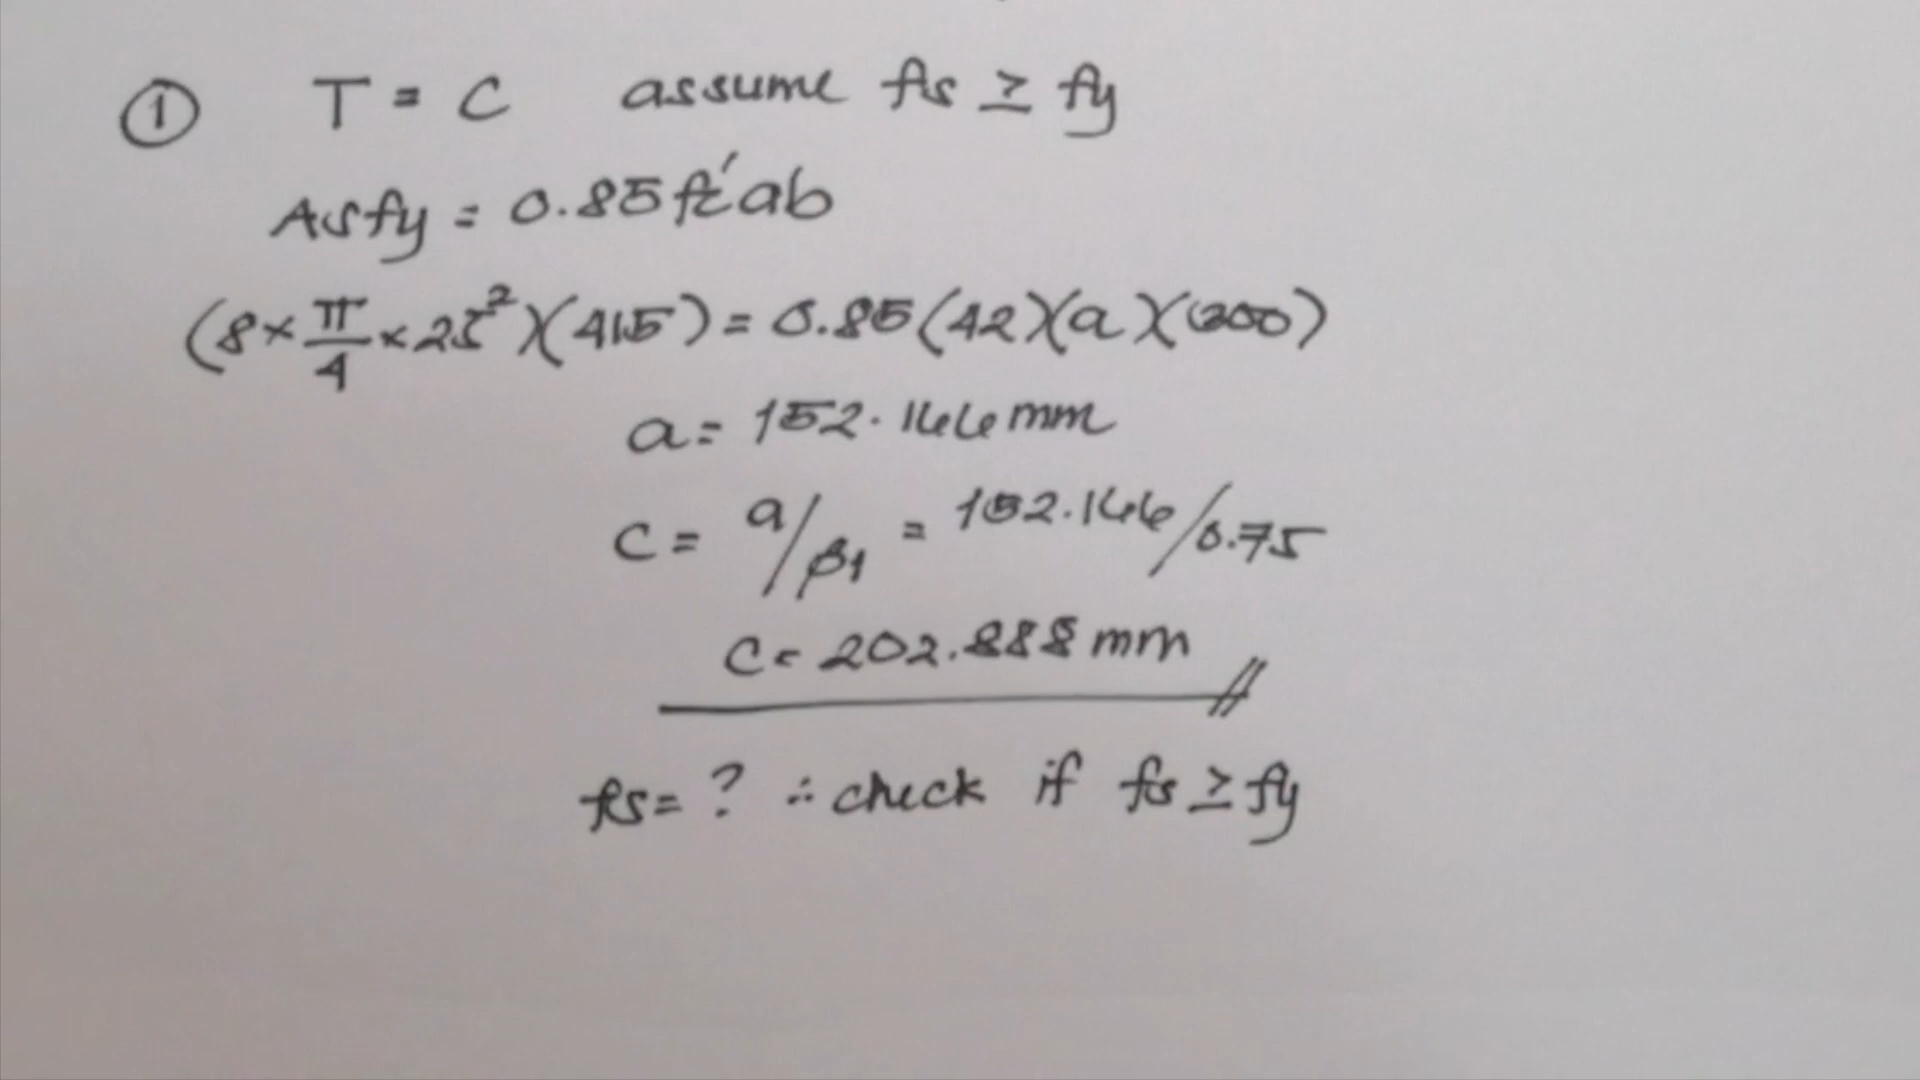 ① T = C assume fs ≥ fy
Asfy = 0.85fc'ab
(8 × π/4 × 25²)(415) = 0.85(42)(a)(300)
a = 152.166 mm
c = a/β1 = 152.166/0.75
c = 202.888 mm
fs = ? ∴ check if fs ≥ fy